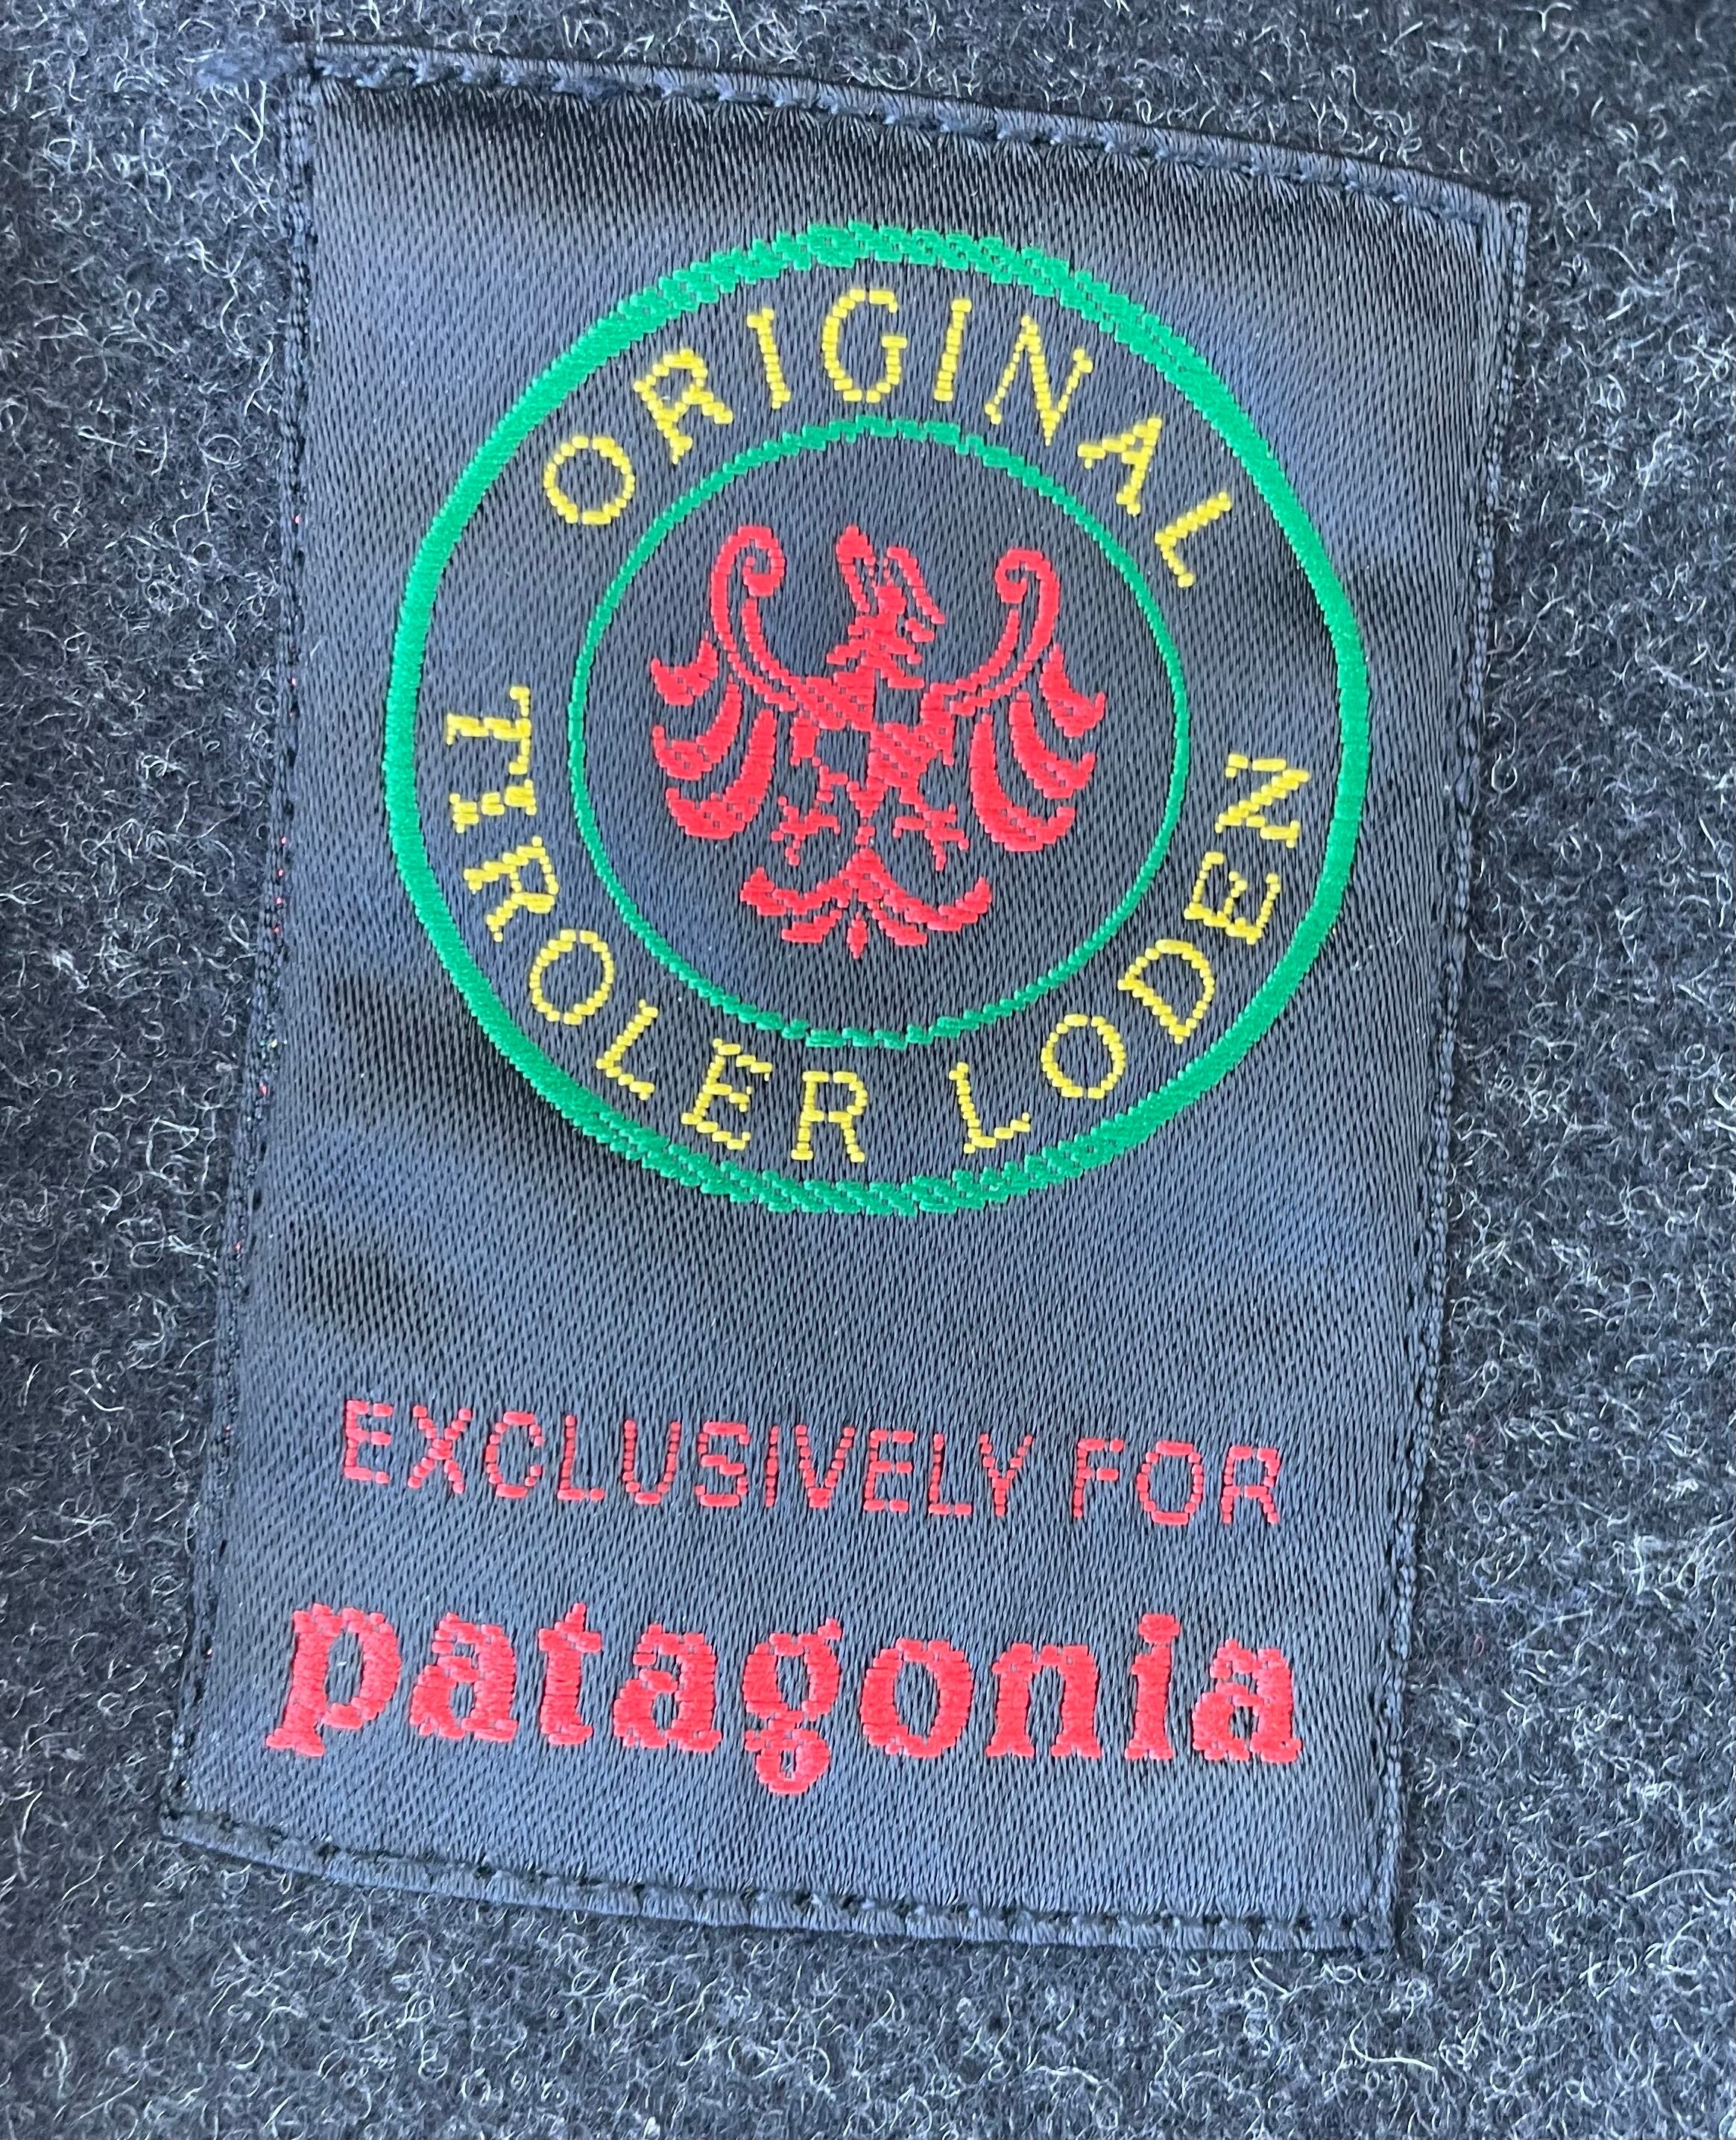 ORIGINAL
TIROLER LODEN
EXCLUSIVELY FOR
patagonia